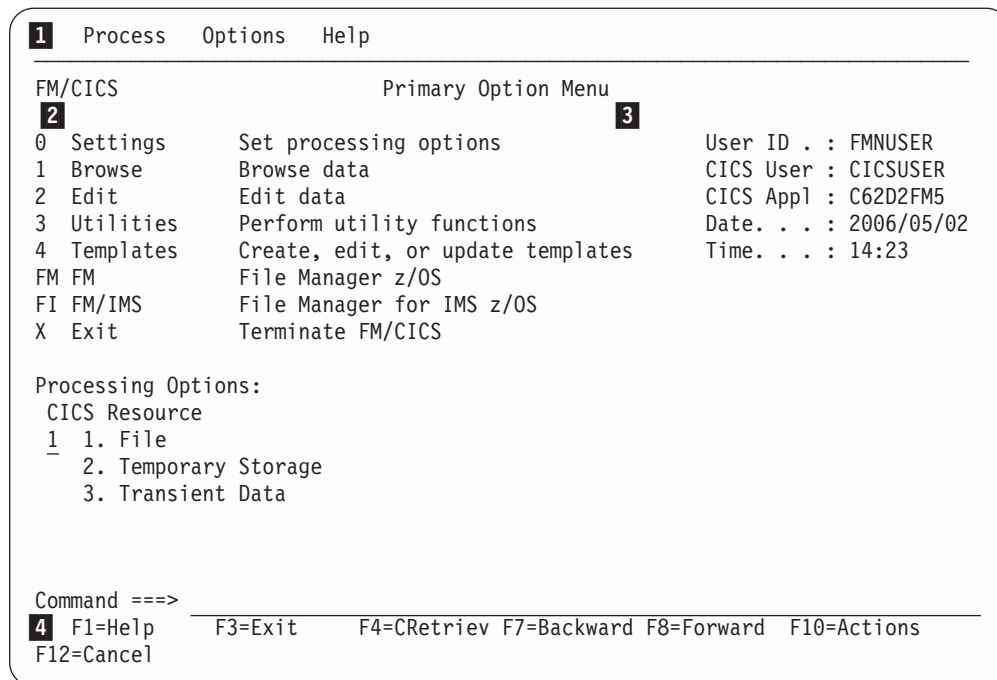 1 Process Options Help
FM/CICS Primary Option Menu
2 3
0 Settings Set processing options User ID . : FMNUSER
1 Browse Browse data CICS User : CICSUSER
2 Edit Edit data CICS Appl : C62D2FM5
3 Utilities Perform utility functions Date. . . : 2006/05/02
4 Templates Create, edit, or update templates Time. . . : 14:23
FM FM File Manager z/OS
FI FM/IMS File Manager for IMS z/OS
X Exit Terminate FM/CICS
Processing Options:
CICS Resource
1 1. File
2. Temporary Storage
3. Transient Data
Command ===>
4 F1=Help F3=Exit F4=CRetriev F7=Backward F8=Forward F10=Actions
F12=Cancel